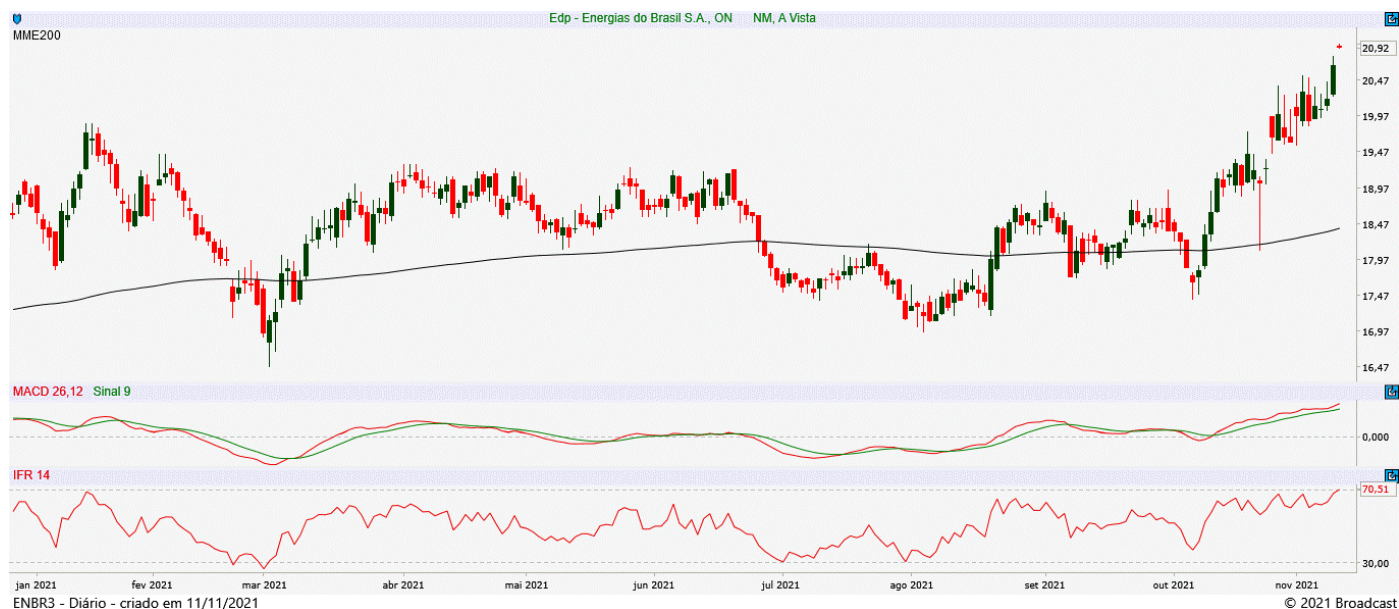 Edp - Energias do Brasil S.A., ON NM, A Vista
MME200
20,92
20,47
19,97
19,47
18,97
18,47
17,97
17,47
16,97
16,47
MACD 26,12 Sinal 9
0,000
IFR 14
70,51
30,00
jan 2021 fev 2021 mar 2021 abr 2021 mai 2021 jun 2021 jul 2021 ago 2021 set 2021 out 2021 nov 2021
ENBR3 - Diário - criado em 11/11/2021 © 2021 Broadcast